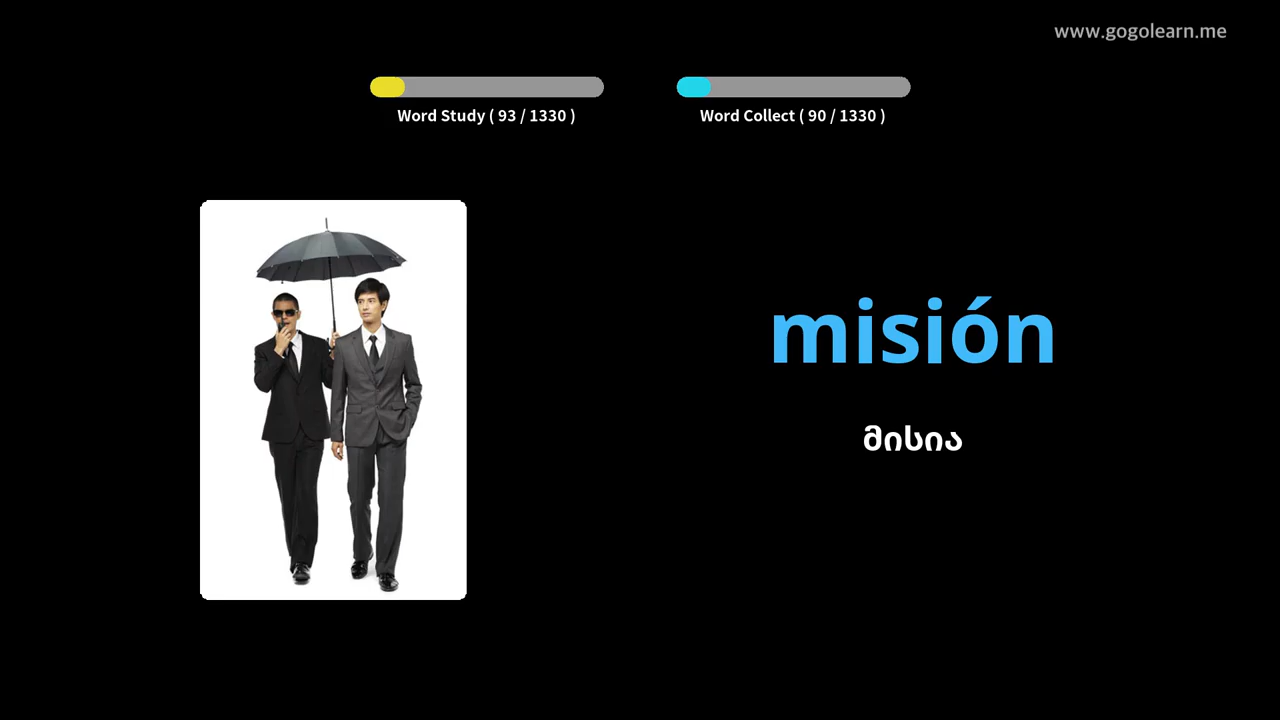 www.gogolearn.me
Word Study ( 93 / 1330 )
Word Collect ( 90 / 1330 )
misión
მისია